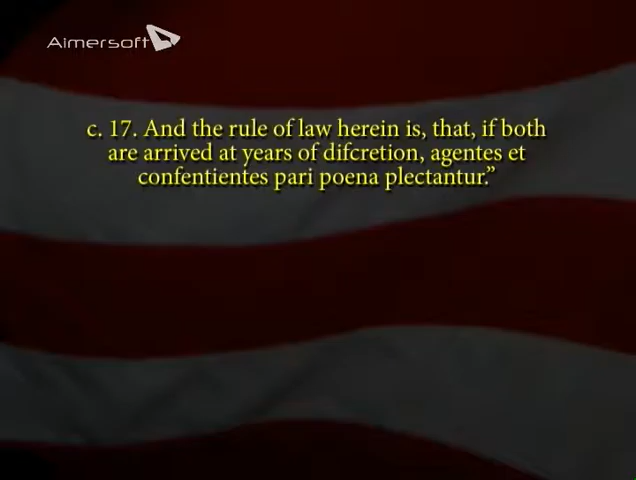 Aimersoft
c. 17. And the rule of law herein is, that, if both
are arrived at years of difcretion, agentes et
confentientes pari poena plectantur.”